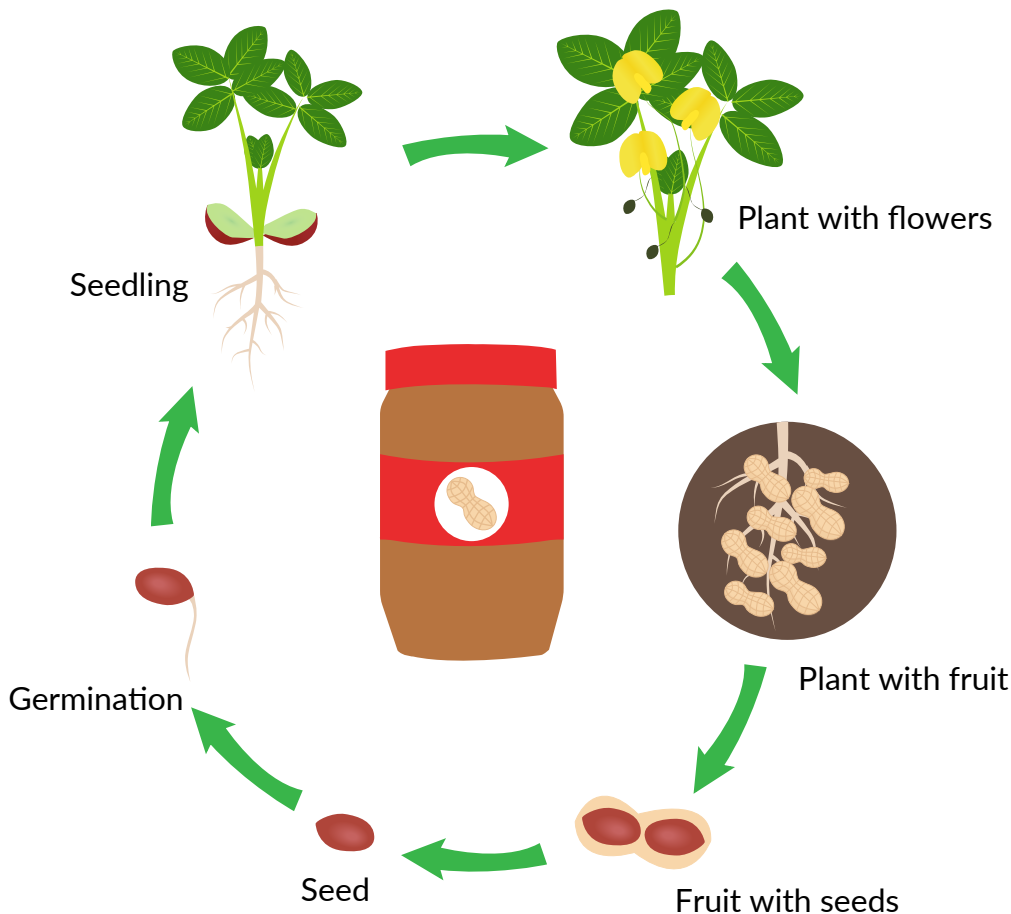 Seedling
Plant with flowers
Plant with fruit
Fruit with seeds
Seed
Germination